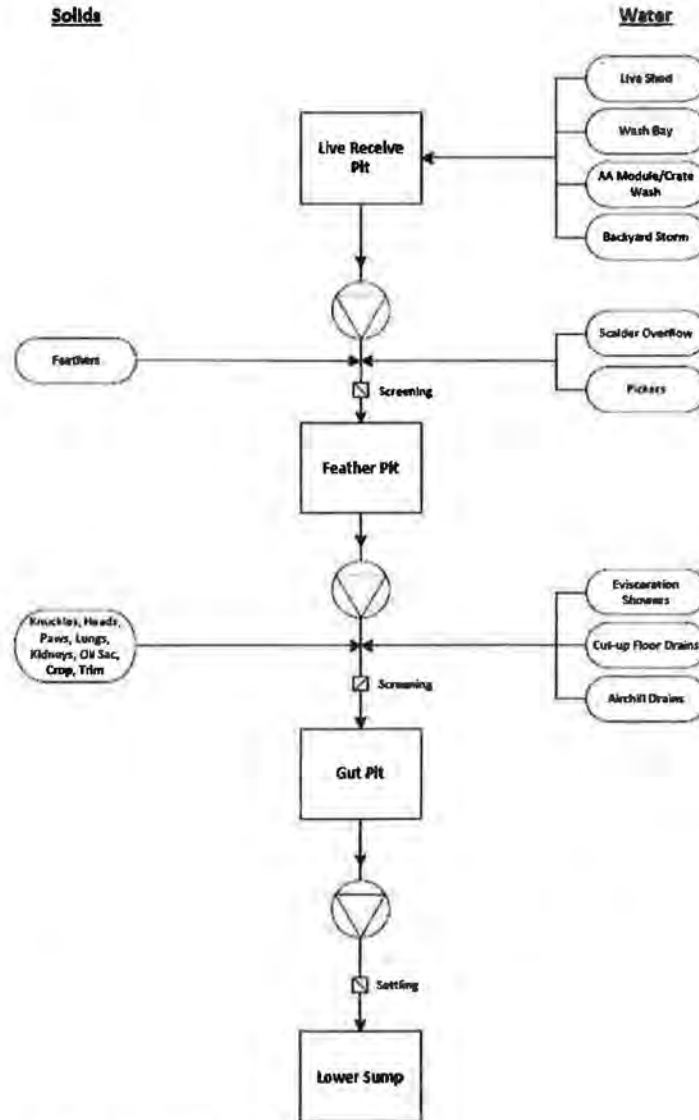 Solids
Water
Live Shed
Wash Bay
AA Module/Crate
Wash
Backyard Storm
Live Receive
Pit
Feathers
Scalder Overflow
Pickers
Screening
Feather Pit
Knuckles, Heads,
Paws, Lungs,
Kidneys, Oil Sac,
Crop, Trim
Evisceration
Showers
Cut-up Floor Drains
Airchill Drains
Screening
Gut Pit
Settling
Lower Sump